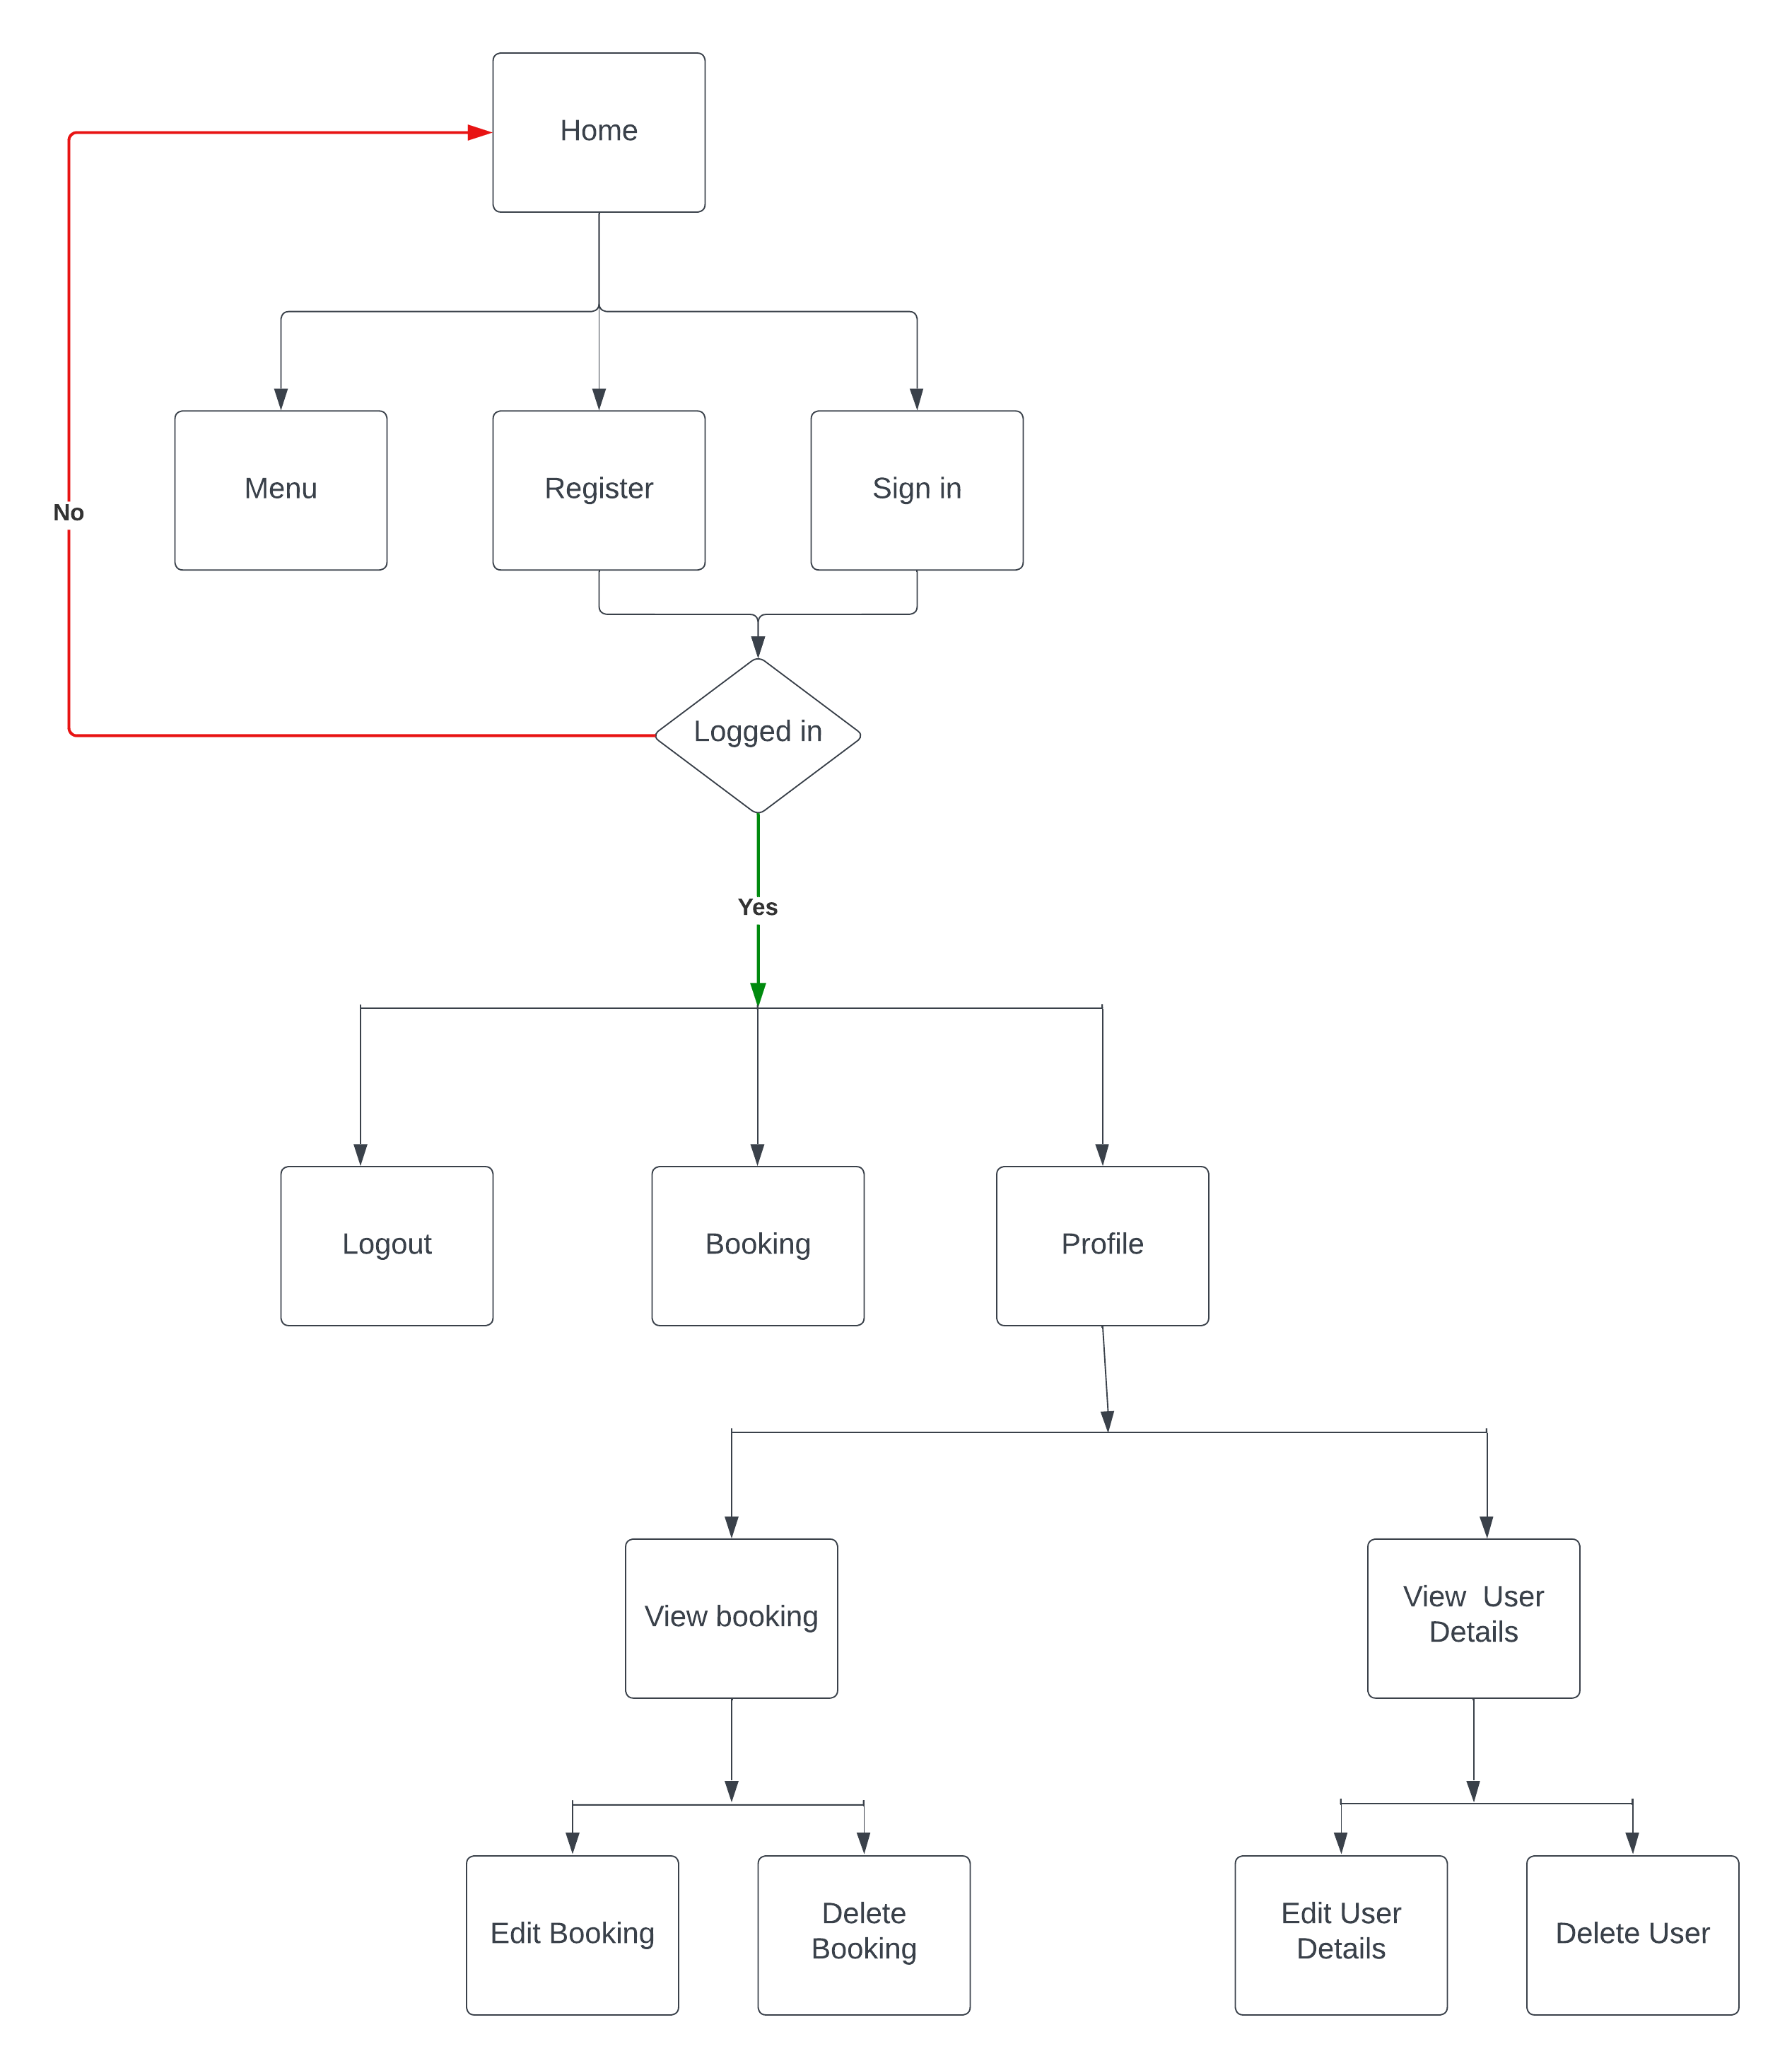 Home
Menu
Register
Sign in
No
Logged in
Yes
Logout
Booking
Profile
View booking
View  User
Details
Edit Booking
Delete
Booking
Edit User
Details
Delete User